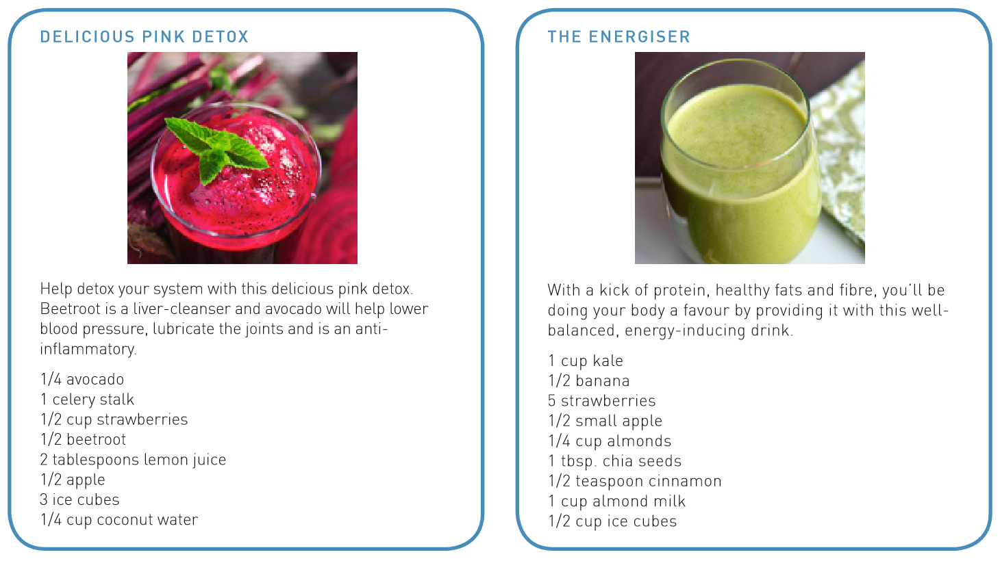 DELICIOUS PINK DETOX
Help detox your system with this delicious pink detox.
Beetroot is a liver-cleanser and avocado will help lower
blood pressure, lubricate the joints and is an anti-
inflammatory.
1/4 avocado
1 celery stalk
1/2 cup strawberries
1/2 beetroot
2 tablespoons lemon juice
1/2 apple
3 ice cubes
1/4 cup coconut water
THE ENERGISER
With a kick of protein, healthy fats and fibre, you’ll be
doing your body a favour by providing it with this well-
balanced, energy-inducing drink.
1 cup kale
1/2 banana
5 strawberries
1/2 small apple
1/4 cup almonds
1 tbsp. chia seeds
1/2 teaspoon cinnamon
1 cup almond milk
1/2 cup ice cubes